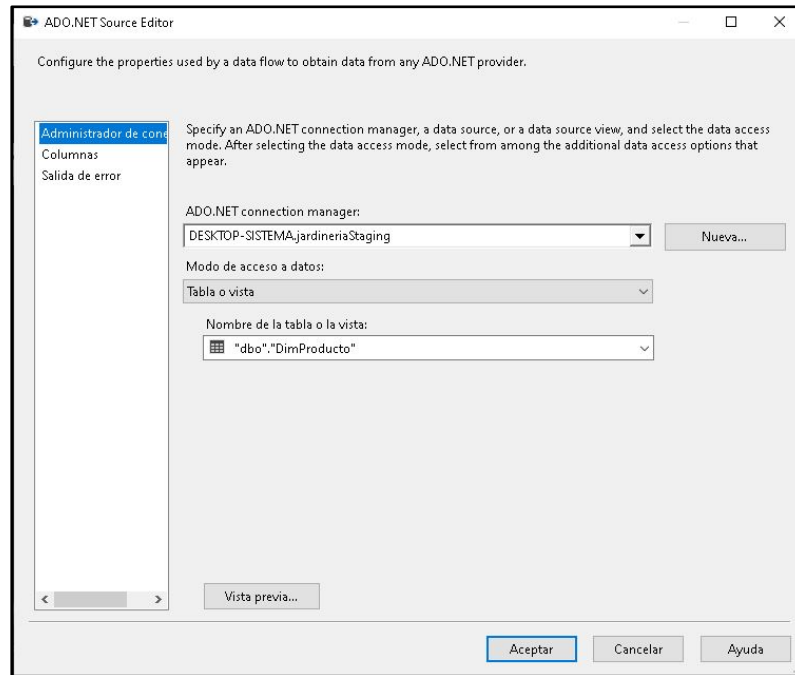 ADO.NET Source Editor
Configure the properties used by a data flow to obtain data from any ADO.NET provider.
Administrador de cone
Columnas
Salida de error
Specify an ADO.NET connection manager, a data source, or a data source view, and select the data access
mode. After selecting the data access mode, select from among the additional data access options that
appear.
ADO.NET connection manager:
DESKTOP-SISTEMA.jardineriaStaging
Nueva...
Modo de acceso a datos:
Tabla o vista
Nombre de la tabla o la vista:
"dbo"."DimProducto"
Vista previa...
Aceptar
Cancelar
Ayuda